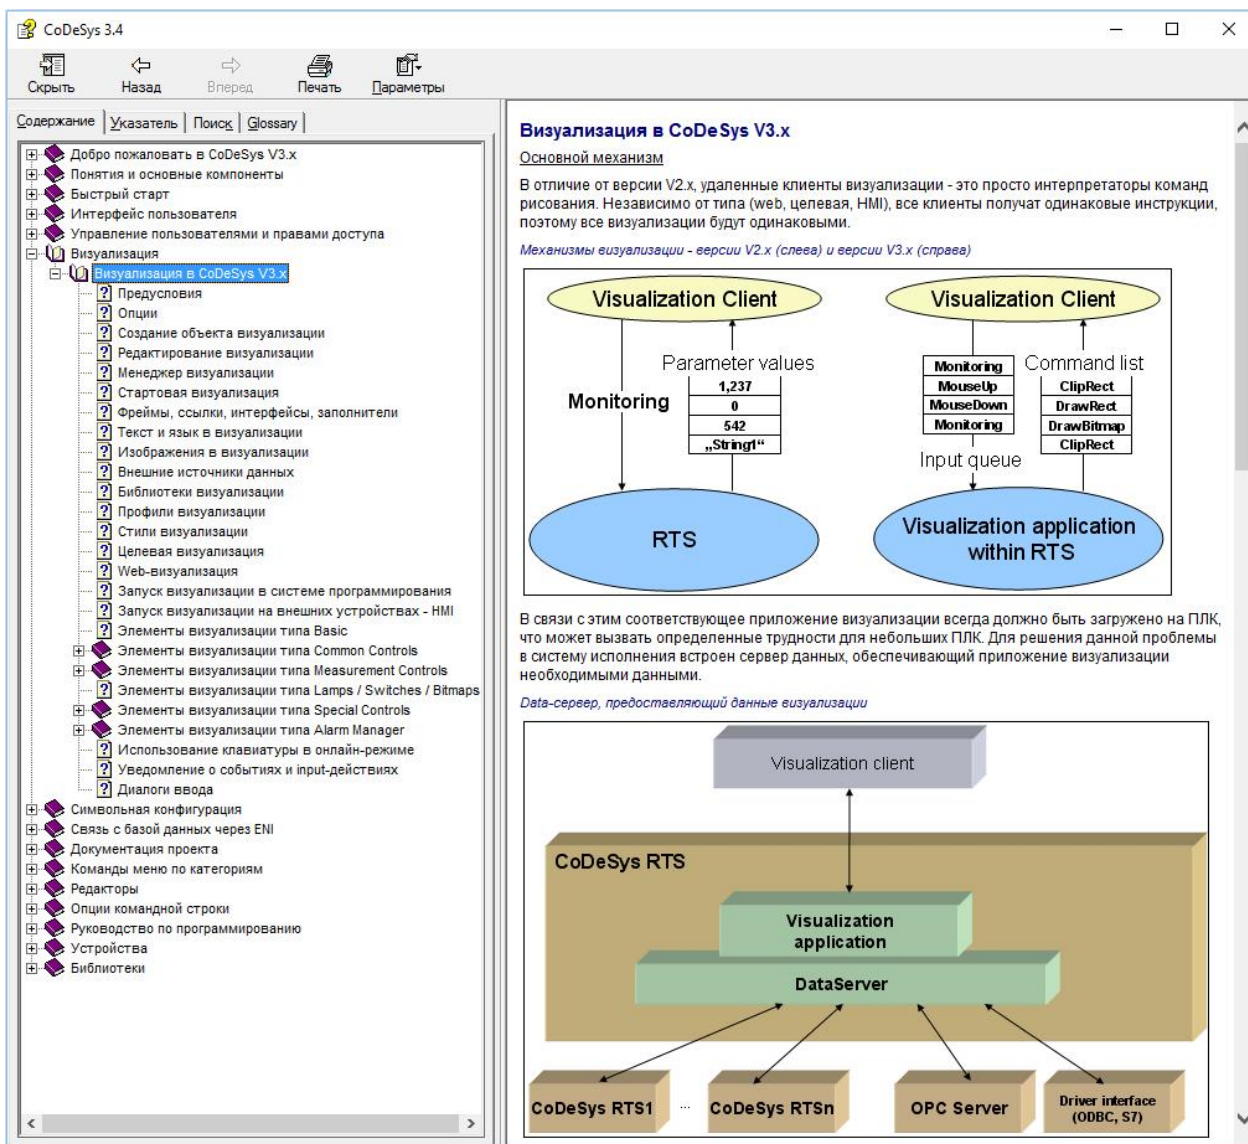 CoDeSys 3.4
Скрыть Назад Вперед Печать Параметры
Содержание Указатель Поиск Glossary
Добро пожаловать в CoDeSys V3.x
Понятия и основные компоненты
Быстрый старт
Интерфейс пользователя
Управление пользователями и правами доступа
Визуализация
Визуализация в CoDeSys V3.x
Предусловия
Опции
Создание объекта визуализации
Редактирование визуализации
Менеджер визуализации
Стартовая визуализация
Фреймы, ссылки, интерфейсы, заполнители
Текст и язык в визуализации
Изображения в визуализации
Внешние источники данных
Библиотеки визуализации
Профили визуализации
Стили визуализации
Целевая визуализация
Web-визуализация
Запуск визуализации в системе программирования
Запуск визуализации на внешних устройствах - HMI
Элементы визуализации типа Basic
Элементы визуализации типа Common Controls
Элементы визуализации типа Measurement Controls
Элементы визуализации типа Lamps / Switches / Bitmaps
Элементы визуализации типа Special Controls
Элементы визуализации типа Alarm Manager
Использование клавиатуры в онлайн-режиме
Уведомление о событиях и input-действиях
Диалоги ввода
Символьная конфигурация
Связь с базой данных через ENI
Документация проекта
Команды меню по категориям
Редакторы
Опции командной строки
Руководство по программированию
Устройства
Библиотеки
Визуализация в CoDeSys V3.x
Основной механизм
В отличие от версии V2.x, удаленные клиенты визуализации - это просто интерпретаторы команд
рисования. Независимо от типа (web, целевая, HMI), все клиенты получат одинаковые инструкции,
поэтому все визуализации будут одинаковыми.
Механизмы визуализации - версии V2.x (слева) и версии V3.x (справа)
Visualization Client
Parameter values
Monitoring
1,237
0
542
„String1“
RTS
Visualization Client
Monitoring
MouseUp
MouseDown
Monitoring
Input queue
Command list
ClipRect
DrawRect
DrawBitmap
ClipRect
Visualization application
within RTS
В связи с этим соответствующее приложение визуализации всегда должно быть загружено на ПЛК,
что может вызвать определенные трудности для небольших ПЛК. Для решения данной проблемы
в систему исполнения встроен сервер данных, обеспечивающий приложение визуализации
необходимыми данными.
Data-сервер, предоставляющий данные визуализации
Visualization client
CoDeSys RTS
Visualization
application
DataServer
CoDeSys RTS1 ... CoDeSys RTSn
OPC Server
Driver interface
(ODBC, S7)